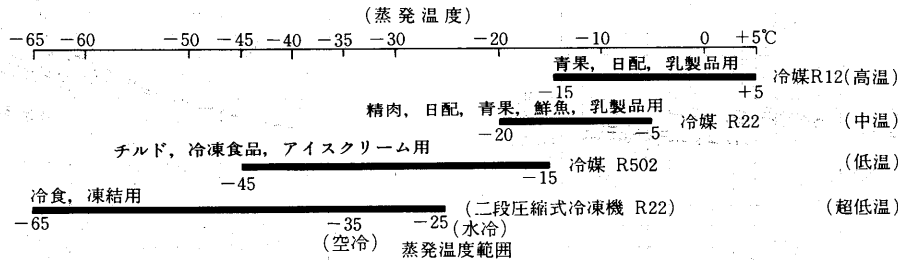 (蒸発温度)
−65 −60 −50 −45 −40 −35 −30 −20 −10 0 +5℃
青果,日配,乳製品用
−15 +5 冷媒R12(高温)
精肉,日配,青果,鮮魚,乳製品用
−20 −5 冷媒 R22 (中温)
チルド,冷凍食品,アイスクリーム用
−45 −15 冷媒 R502 (低温)
冷食,凍結用
−65 −35 −25 (二段圧縮式冷凍機 R22) (超低温)
(空冷) (水冷)
蒸発温度範囲